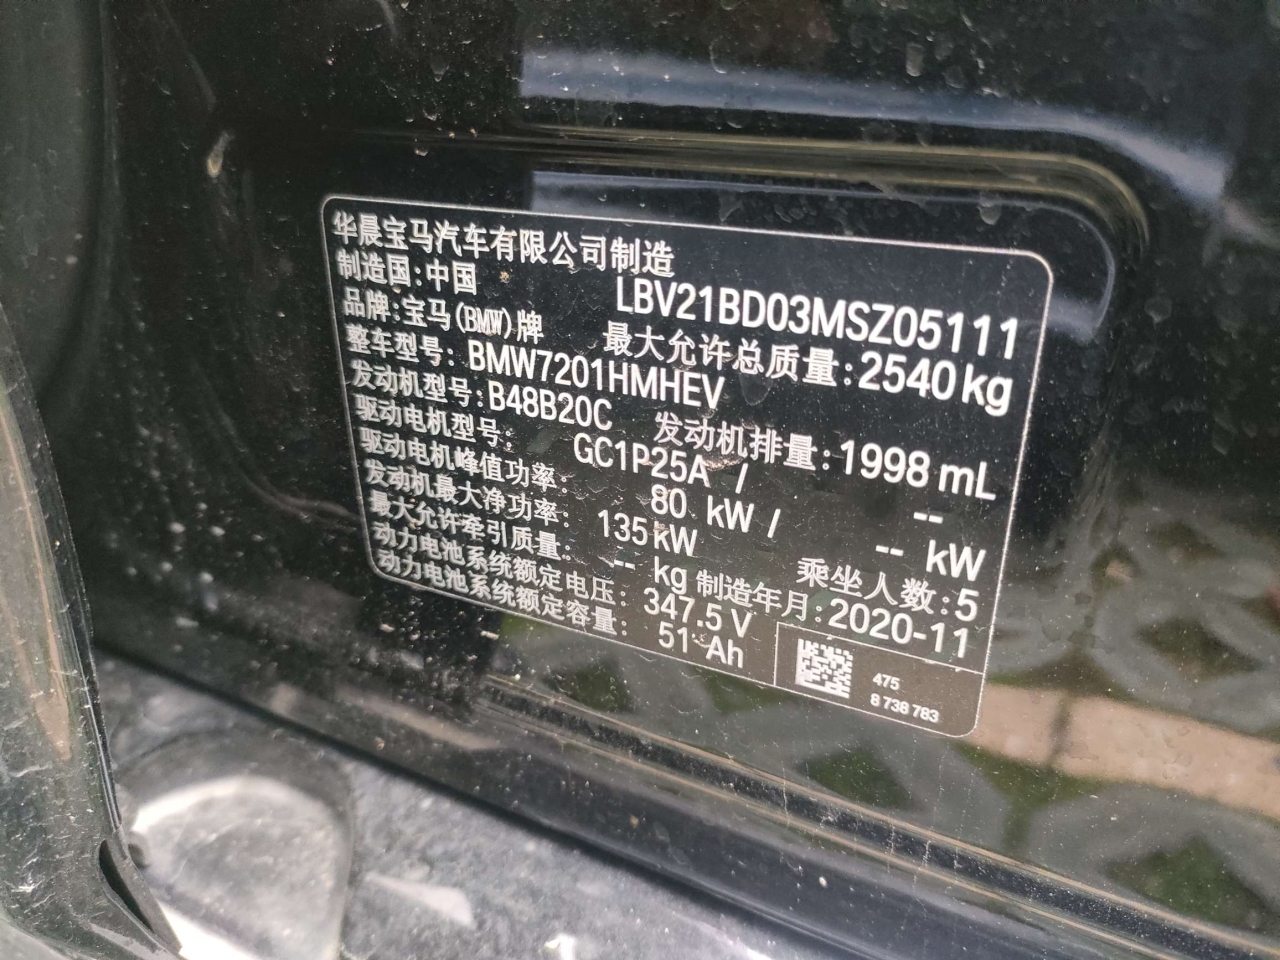 华晨宝马汽车有限公司制造
制造国:中国 LBV21BD03MSZ05111
品牌:宝马(BMW)牌 最大允许总质量:2540kg
整车型号:BMW7201HMHEV
发动机型号:B48B20C 发动机排量:1998 mL
驱动电机型号: GC1P25A / --
驱动电机峰值功率: 80 kW / -- kW
发动机最大净功率: 135kW 乘坐人数:5
最大允许牵引质量: -- kg 制造年月:2020-11
动力电池系统额定电压: 347.5 V
动力电池系统额定容量: 51 Ah
475
8 738 783